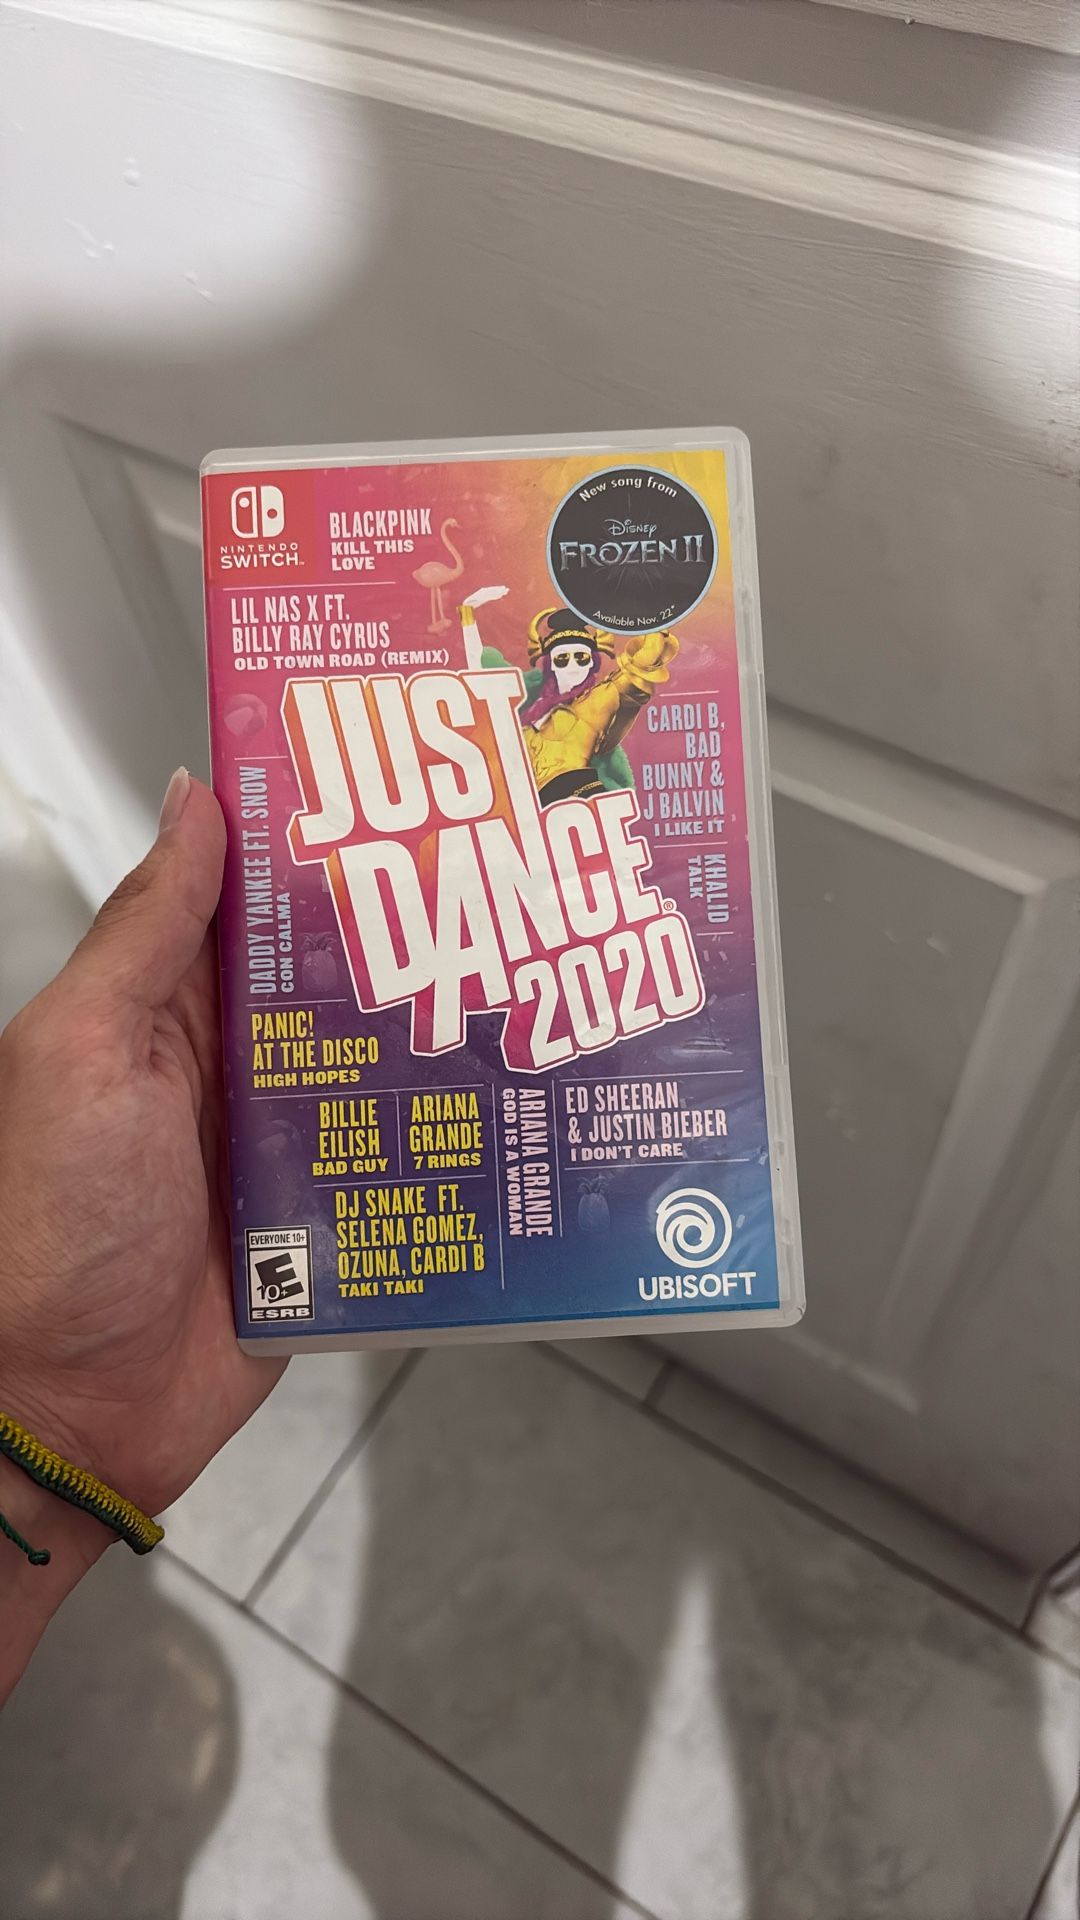 NINTENDO
SWITCH™
BLACKPINK
KILL THIS
LOVE
New song from
Disney
FROZEN II
Available Nov. 22*
LIL NAS X FT.
BILLY RAY CYRUS
OLD TOWN ROAD (REMIX)
JUST
DANCE®
2020
CARDI B,
BAD
BUNNY &
J BALVIN
I LIKE IT
DADDY YANKEE FT. SNOW
CON CALMA
KHALID
TALK
PANIC!
AT THE DISCO
HIGH HOPES
BILLIE
EILISH
BAD GUY
ARIANA
GRANDE
7 RINGS
ARIANA GRANDE
GOD IS A WOMAN
ED SHEERAN
& JUSTIN BIEBER
I DON'T CARE
DJ SNAKE FT.
SELENA GOMEZ,
OZUNA, CARDI B
TAKI TAKI
EVERYONE 10+
E
10+
ESRB
UBISOFT